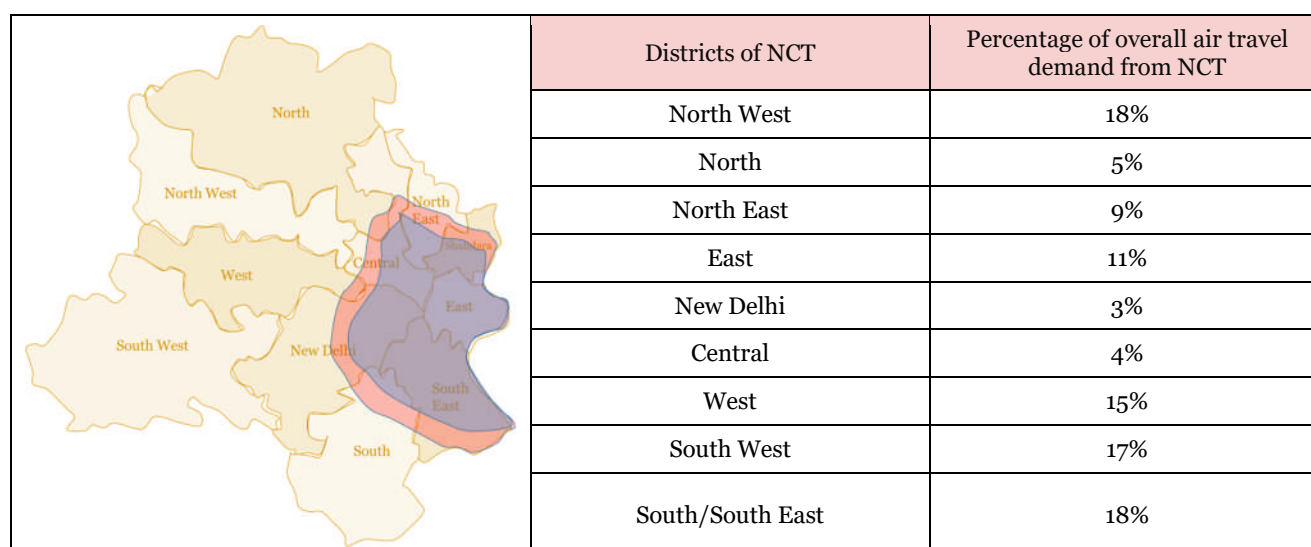 North
North West
North
East
Shahdara
Central
West
East
South West
New Delhi
South
East
South
Districts of NCT
Percentage of overall air travel
demand from NCT
North West
18%
North
5%
North East
9%
East
11%
New Delhi
3%
Central
4%
West
15%
South West
17%
South/South East
18%